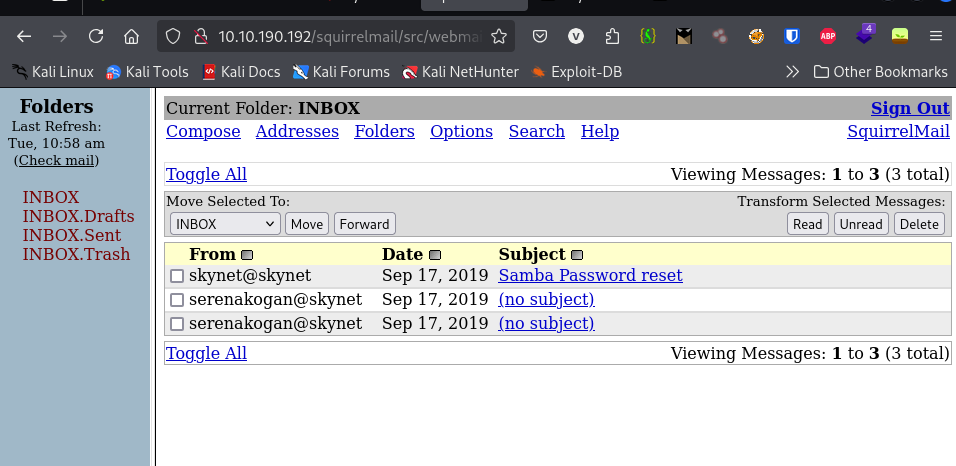 10.10.190.192/squirrelmail/src/webma
4
ABP
Kali Linux Kali Tools Kali Docs Kali Forums Kali NetHunter Exploit-DB Other Bookmarks
Folders
Last Refresh:
Tue, 10:58 am
(Check mail)
INBOX
INBOX.Drafts
INBOX.Sent
INBOX.Trash
Current Folder: INBOX Sign Out
Compose Addresses Folders Options Search Help SquirrelMail
Toggle All Viewing Messages: 1 to 3 (3 total)
Move Selected To: Transform Selected Messages:
INBOX Move Forward Read Unread Delete
From Date Subject
skynet@skynet Sep 17, 2019 Samba Password reset
serenakogan@skynet Sep 17, 2019 (no subject)
serenakogan@skynet Sep 17, 2019 (no subject)
Toggle All Viewing Messages: 1 to 3 (3 total)